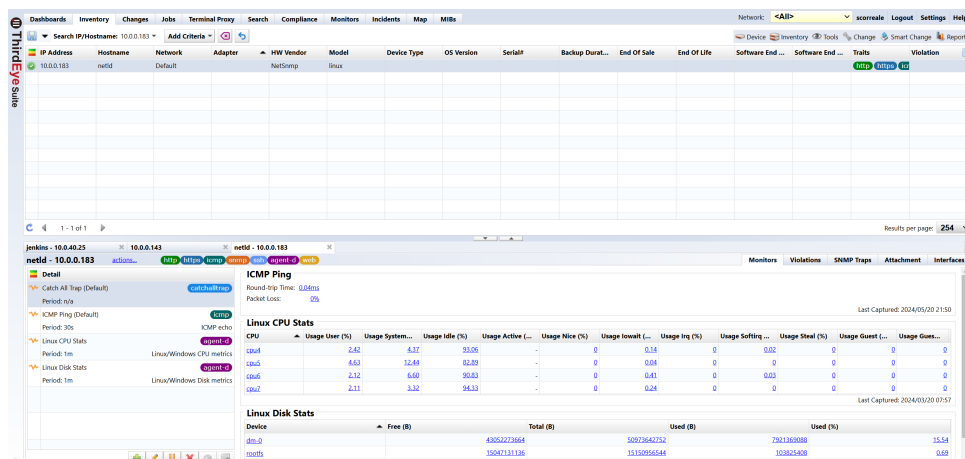 Dashboards Inventory Changes Jobs Terminal Proxy Search Compliance Monitors Incidents Map MIBs Network: <All> scorreale Logout Settings Help
ThirdEye Suite
Search IP/Hostname: 10.0.0.183 Add Criteria Device Inventory Tools Change Smart Change Report
IP Address Hostname Network Adapter HW Vendor Model Device Type OS Version Serial# Backup Durat... End Of Sale End Of Life Software End ... Software End ... Traits Violation
10.0.0.183 netld Default NetSnmp linux http https icr
1 - 1 of 1 Results per page: 254
jenkins - 10.0.40.25 10.0.0.143 netld - 10.0.0.183
netld - 10.0.0.183 actions... http https icmp snmp ssh agent-d web Monitors Violations SNMP Traps Attachment Interfaces
Detail
Catch All Trap (Default) catchalltrap
Period: n/a
ICMP Ping (Default) icmp
Period: 30s ICMP echo
Linux CPU Stats agent-d
Period: 1m Linux/Windows CPU metrics
Linux Disk Stats agent-d
Period: 1m Linux/Windows Disk metrics
ICMP Ping
Round-trip Time: 0.04ms
Packet Loss: 0%
Last Captured: 2024/05/20 21:50
Linux CPU Stats
CPU Usage User (%) Usage System... Usage Idle (%) Usage Active (... Usage Nice (%) Usage Iowait (... Usage Irq (%) Usage Softirq ... Usage Steal (%) Usage Guest (... Usage Gues...
cpu4 2.42 4.37 93.06 - 0 0.14 0 0.02 0 0 0
cpu5 4.63 12.44 82.89 - 0 0.04 0 0 0 0 0
cpu6 2.12 6.60 90.83 - 0 0.41 0 0.03 0 0 0
cpu7 2.11 3.32 94.33 - 0 0.24 0 0 0 0 0
Last Captured: 2024/03/20 07:57
Linux Disk Stats
Device Free (B) Total (B) Used (B) Used (%)
dm-0 43052273664 50973642752 7921369088 15.54
rootfs 15047131136 15150956544 103825408 0.69